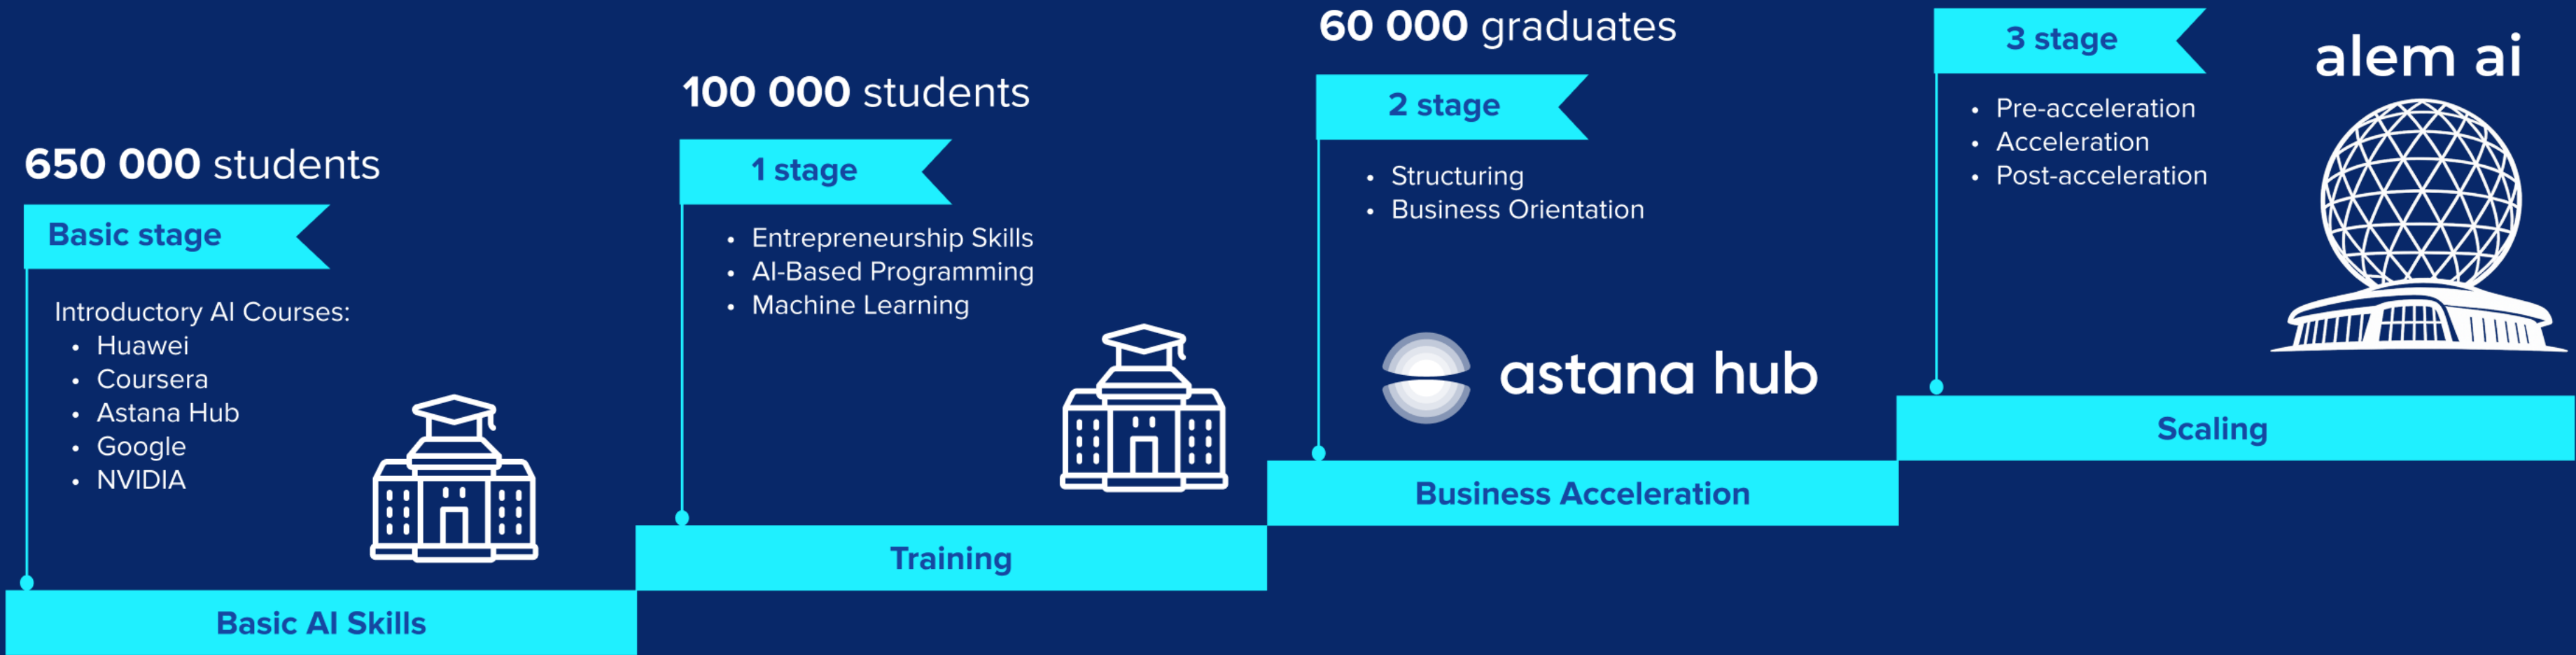 650 000 students
Basic stage
Introductory AI Courses:
• Huawei
• Coursera
• Astana Hub
• Google
• NVIDIA
Basic AI Skills
100 000 students
1 stage
• Entrepreneurship Skills
• AI-Based Programming
• Machine Learning
Training
60 000 graduates
2 stage
• Structuring
• Business Orientation
astana hub
Business Acceleration
3 stage
• Pre-acceleration
• Acceleration
• Post-acceleration
alem ai
Scaling